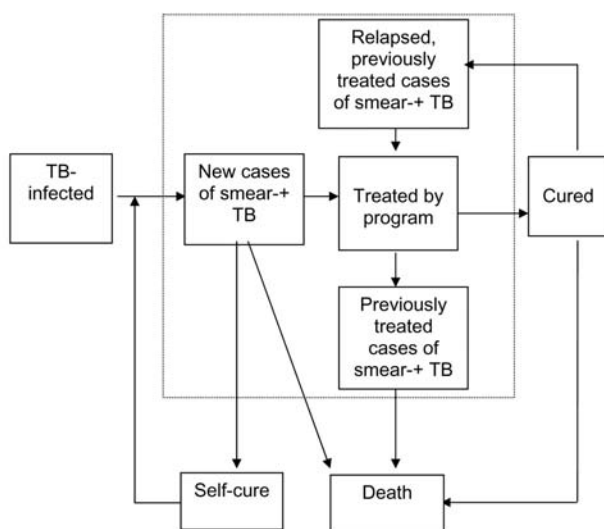 Relapsed,
previously
treated cases
of smear-+ TB
TB-
infected
New cases
of smear-+
TB
Treated by
program
Cured
Previously
treated
cases of
smear-+ TB
Self-cure
Death